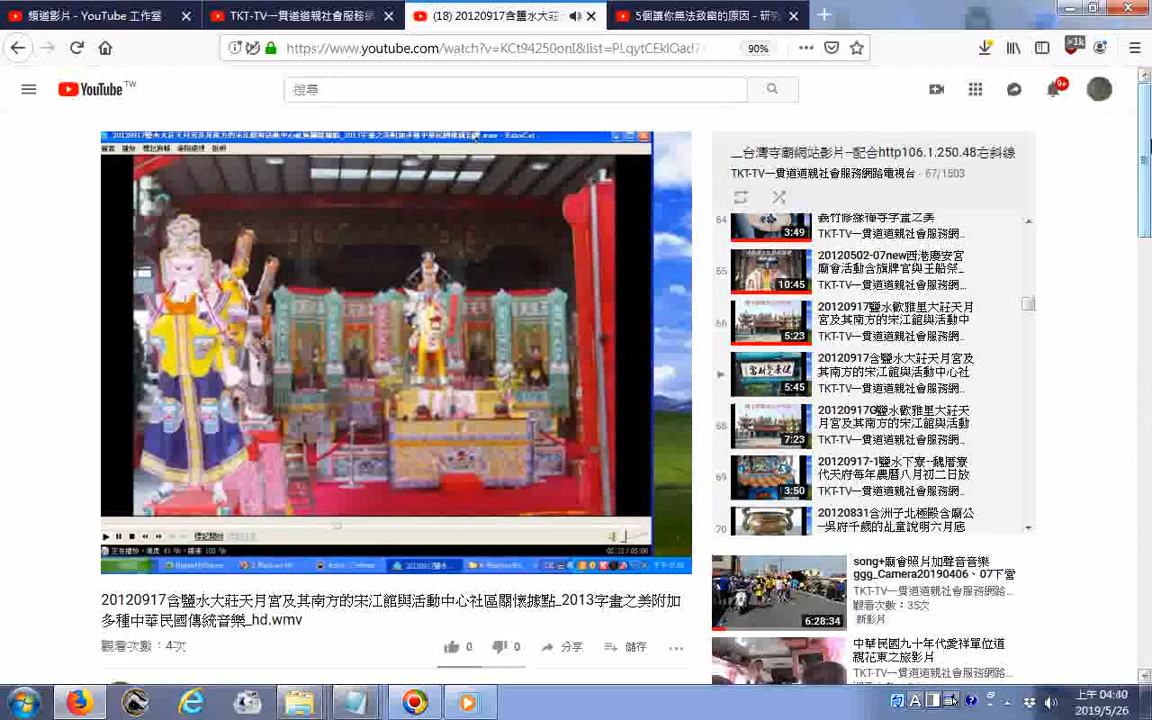 頻道影片 - YouTube 工作室
TKT-TV一貫道道親社會服務網
(18) 20120917含鹽水大莊
5個讓你無法致富的原因 - 研究
https://www.youtube.com/watch?v=KCt94250onI&list=PLqytCEklOad7
90%
>1k
YouTube TW
搜尋
9+
二台灣寺廟網站影片--配合http106.1.250.48右斜線
TKT-TV一貫道道親社會服務網路電視台 - 67/1503
64
3:49
義竹修緣禪寺字畫之美
TKT-TV一貫道道親社會服務網..
65
10:45
20120502-07new西港慶安宮
廟會活動含旗牌官與王船祭_
TKT-TV一貫道道親社會服務網..
66
5:23
20120917鹽水歡雅里大莊天月
宮及其南方的宋江館與活動中
TKT-TV一貫道道親社會服務網..
5:45
20120917含鹽水大莊天月宮及
其南方的宋江館與活動中心社
TKT-TV一貫道道親社會服務網..
68
7:23
20120917O鹽水歡雅里大莊天
月宮及其南方的宋江館與活動
TKT-TV一貫道道親社會服務網..
69
3:50
20120917-1鹽水下寮--魏厝寮
代天府每年農曆八月初二日放
TKT-TV一貫道道親社會服務網..
70
20120831含洲子北極殿含廟公
--吳府千歲的乩童說明六月底
6:28:34
song+廟會照片加聲音音樂
ggg_Camera20190406、07下營
TKT-TV一貫道道親社會服務網..
觀看次數：35次
新影片
中華民國九十年代愛祥單位道
親花東之旅影片
TKT-TV一貫道道親社會服務網..
20120917含鹽水大莊天月宮及其南方的宋江館與活動中心社區關懷據點_2013字畫之美附加
多種中華民國傳統音樂_hd.wmv
觀看次數：4次
0
0
分享
儲存
上午 04:40
2019/5/26